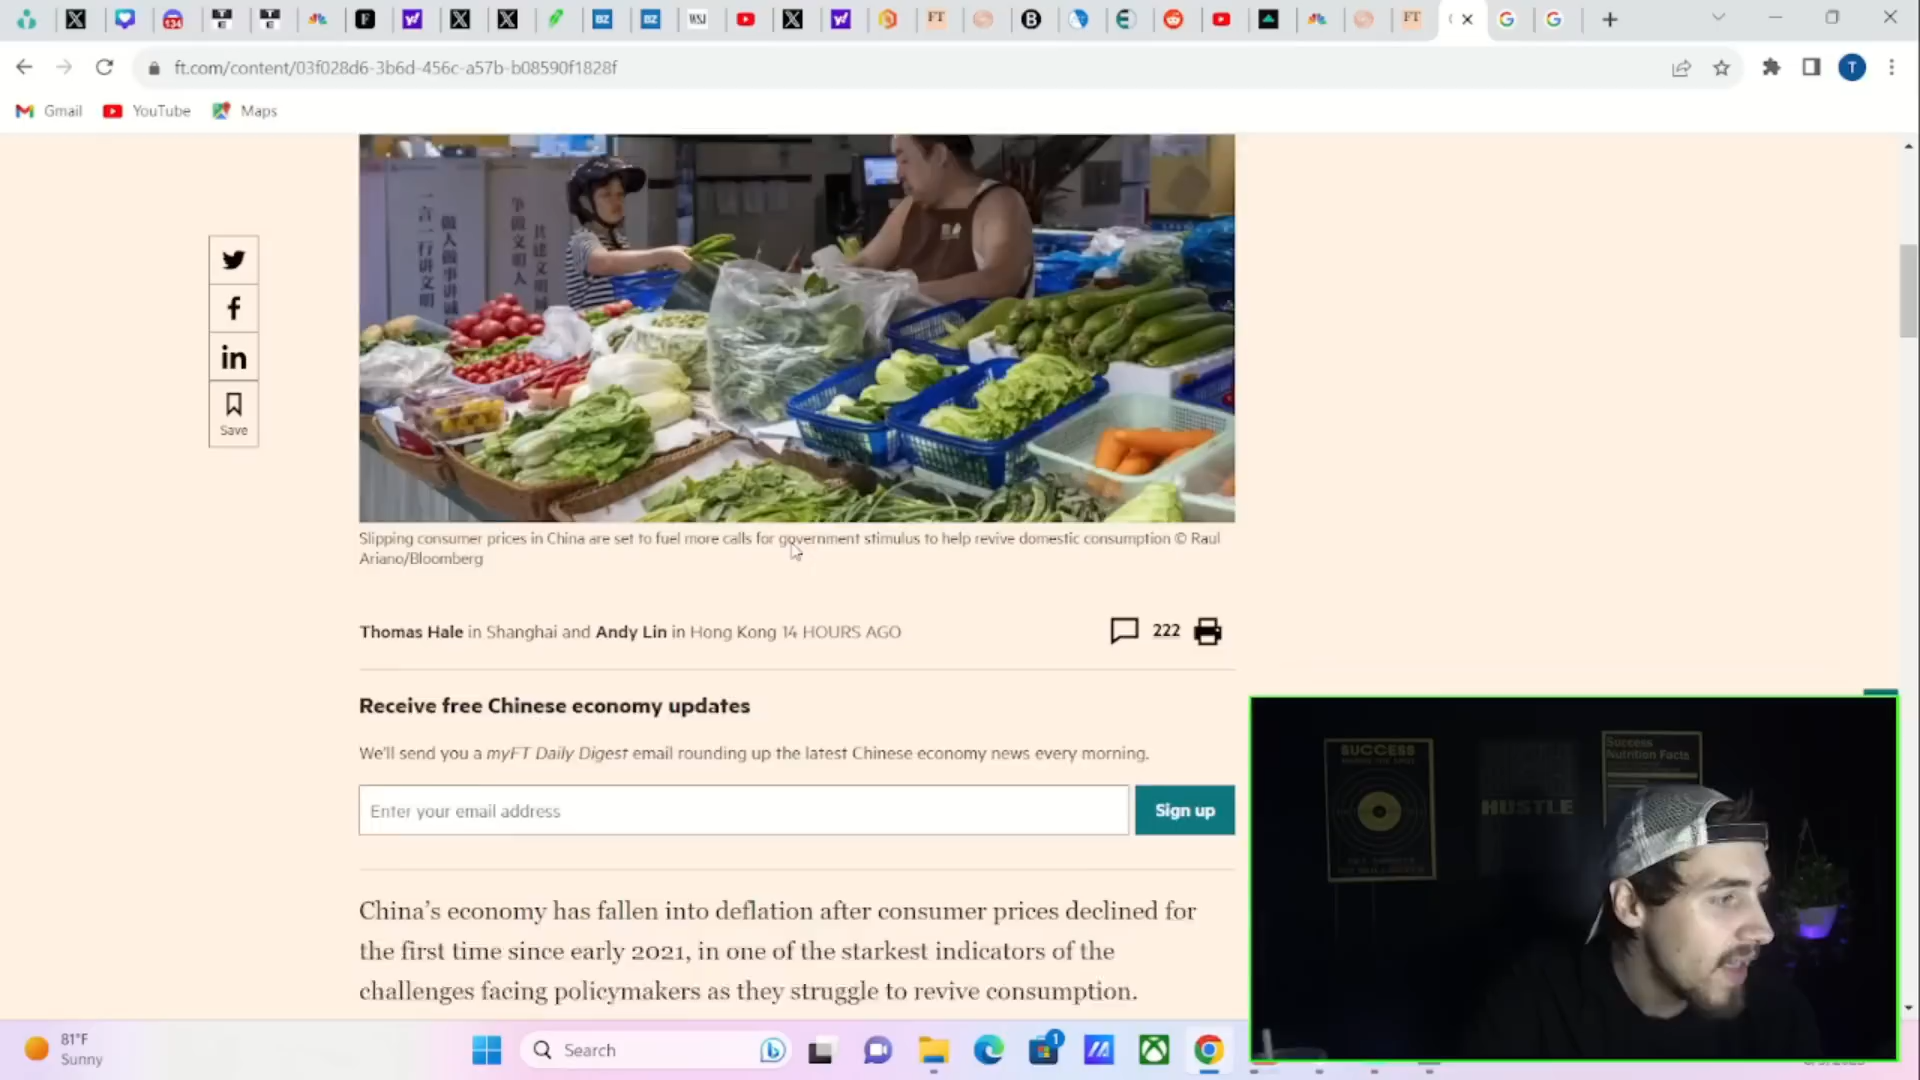 ft.com/content/03f028d6-3b6d-456c-a57b-b08590f1828f
Gmail
YouTube
Maps
Save
Slipping consumer prices in China are set to fuel more calls for government stimulus to help revive domestic consumption © Raul
Ariano/Bloomberg
Thomas Hale in Shanghai and Andy Lin in Hong Kong 14 HOURS AGO
222
Receive free Chinese economy updates
We'll send you a myFT Daily Digest email rounding up the latest Chinese economy news every morning.
Enter your email address
Sign up
China's economy has fallen into deflation after consumer prices declined for
the first time since early 2021, in one of the starkest indicators of the
challenges facing policymakers as they struggle to revive consumption.
SUCCESS
HUSTLE
Success
Nutrition Facts
81°F
Sunny
Search